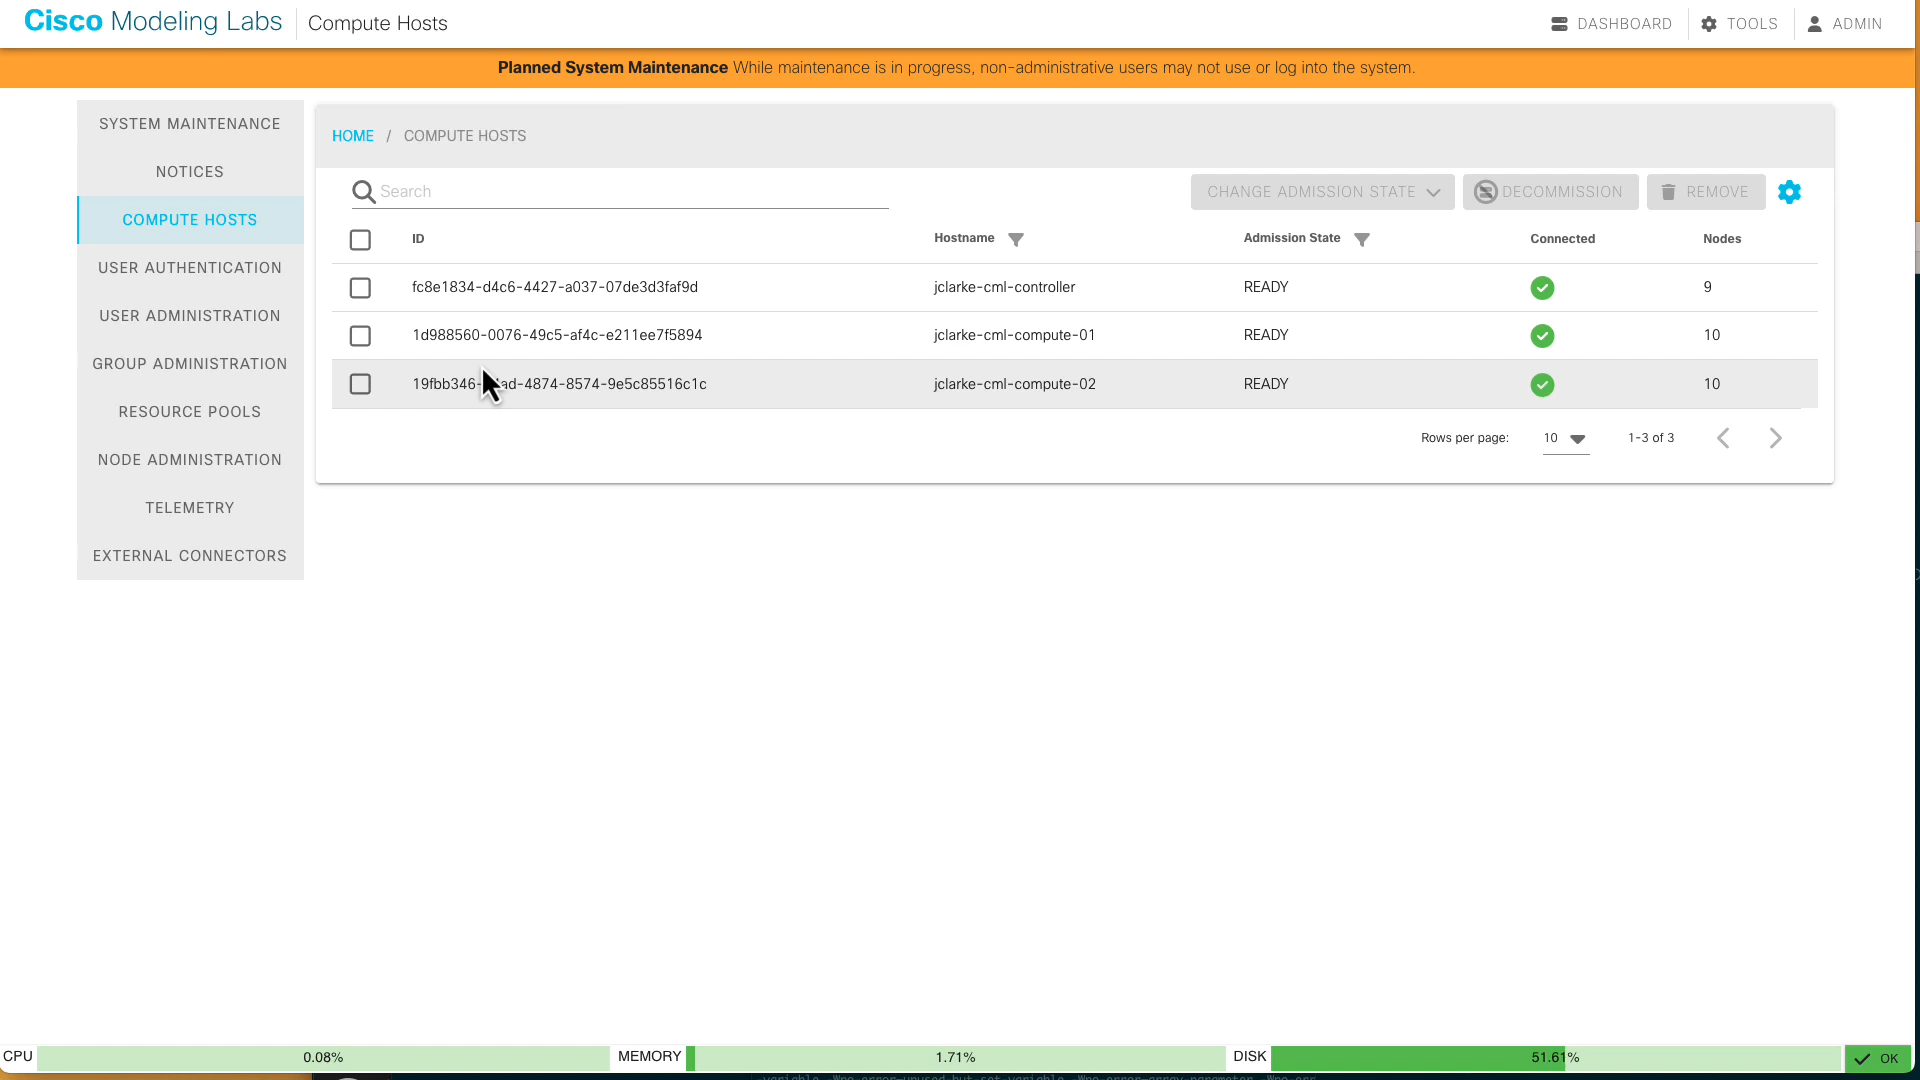 Cisco Modeling Labs Compute Hosts DASHBOARD TOOLS ADMIN
Planned System Maintenance While maintenance is in progress, non-administrative users may not use or log into the system.
SYSTEM MAINTENANCE
NOTICES
COMPUTE HOSTS
USER AUTHENTICATION
USER ADMINISTRATION
GROUP ADMINISTRATION
RESOURCE POOLS
NODE ADMINISTRATION
TELEMETRY
EXTERNAL CONNECTORS
HOME / COMPUTE HOSTS
Search CHANGE ADMISSION STATE DECOMMISSION REMOVE
ID Hostname Admission State Connected Nodes
fc8e1834-d4c6-4427-a037-07de3d3faf9d jclarke-cml-controller READY 9
1d988560-0076-49c5-af4c-e211ee7f5894 jclarke-cml-compute-01 READY 10
jclarke-cml-compute-02 READY 10
Rows per page: 10 1-3 of 3
CPU 0.08% MEMORY 1.71% DISK 51.61% OK